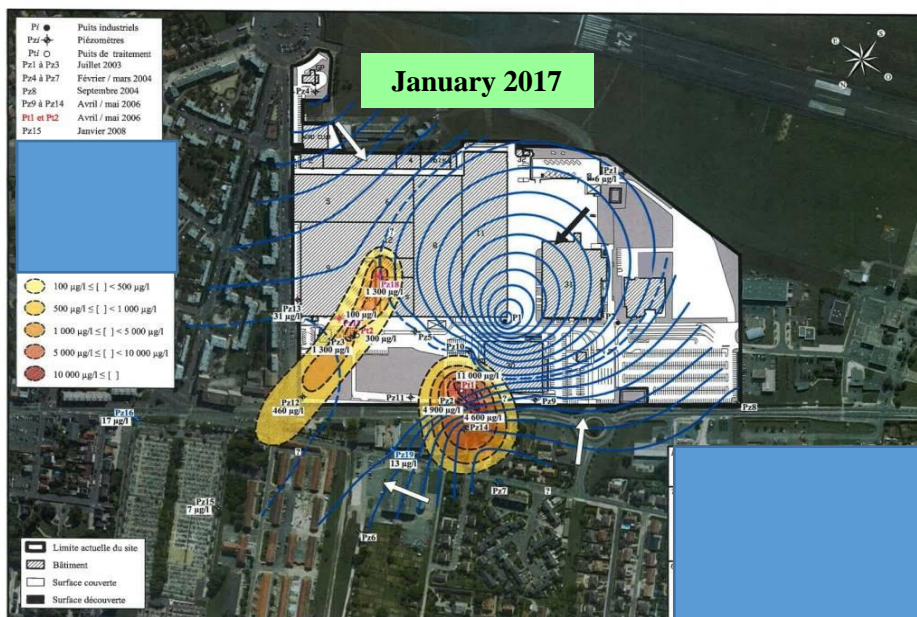 January 2017
Pi Puits industriels
Pzi Piézomètres
Pti Puits de traitement
Pz1 à Pz3 Juillet 2003
Pz4 à Pz7 Février / mars 2004
Pz8 Septembre 2004
Pz9 à Pz14 Avril / mai 2006
Pt1 et Pt2 Avril / mai 2006
Pz15 Janvier 2008
E S
N O
24
Pz4
4
5
8
11
31
6 µg/l
Pz18
1 300 µg/l
31 µg/l
100 µg/l
Pt2
Pz3
300 µg/l
1 300 µg/l
Pz5
P1
Pz10
11 000 µg/l
Pt1
Pz12
460 µg/l
Pz11
Pz2
4 900 µg/l
4 600 µg/l
Pz14
Pz9
Pz8
Pz16
17 µg/l
?
Pz19
13 µg/l
Pz7
?
Pz15
7 µg/l
Pz6
100 µg/l ≤ [ ] < 500 µg/l
500 µg/l ≤ [ ] < 1 000 µg/l
1 000 µg/l ≤ [ ] < 5 000 µg/l
5 000 µg/l ≤ [ ] < 10 000 µg/l
10 000 µg/l ≤ [ ]
Limite actuelle du site
Bâtiment
Surface couverte
Surface découverte